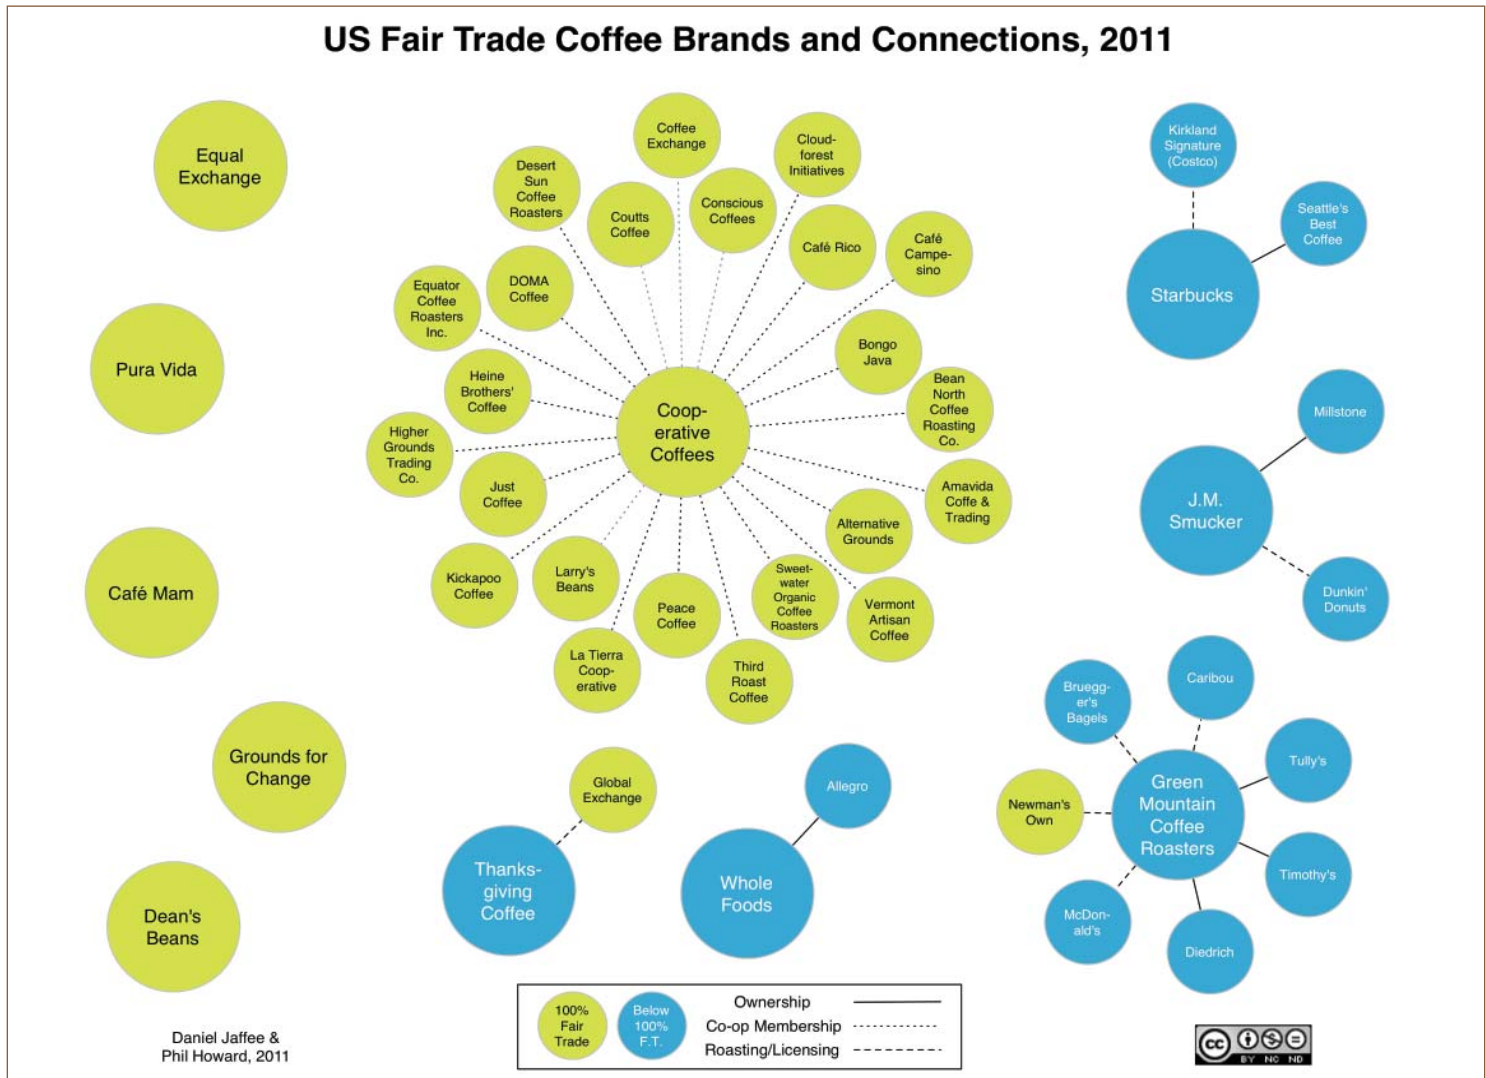 US Fair Trade Coffee Brands and Connections, 2011
Equal
Exchange
Pura Vida
Café Mam
Grounds for
Change
Dean's
Beans
Coop-
erative
Coffees
Coffee
Exchange
Cloud-
forest
Initiatives
Desert
Sun
Coffee
Roasters
Coutts
Coffee
Conscious
Coffees
Café Rico
Café
Campe-
sino
DOMA
Coffee
Equator
Coffee
Roasters
Inc.
Bongo
Java
Heine
Brothers'
Coffee
Bean
North
Coffee
Roasting
Co.
Higher
Grounds
Trading
Co.
Just
Coffee
Amavida
Coffe &
Trading
Alternative
Grounds
Kickapoo
Coffee
Larry's
Beans
Sweet-
water
Organic
Coffee
Roasters
Peace
Coffee
Vermont
Artisan
Coffee
La Tierra
Coop-
erative
Third
Roast
Coffee
Global
Exchange
Thanks-
giving
Coffee
Allegro
Whole
Foods
Kirkland
Signature
(Costco)
Seattle's
Best
Coffee
Starbucks
Millstone
J.M.
Smucker
Dunkin'
Donuts
Bruegg-
er's
Bagels
Caribou
Tully's
Green
Mountain
Coffee
Roasters
Newman's
Own
Timothy's
McDon-
ald's
Diedrich
100%
Fair
Trade
Below
100%
F.T.
Ownership
Co-op Membership
Roasting/Licensing
Daniel Jaffee &
Phil Howard, 2011
cc
BY NC ND